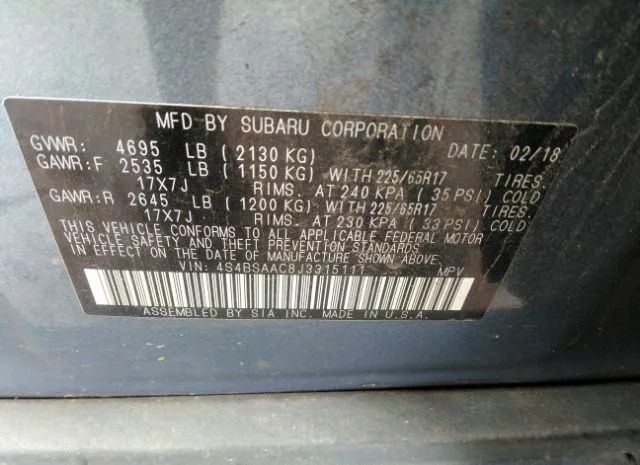 MFD BY SUBARU CORPORATION
GVWR: 4695 LB (2130 KG) DATE: 02/18
GAWR:F 2535 LB (1150 KG) WITH 225/65R17 TIRES.
17X7J RIMS. AT 240 KPA (35 PSI) COLD
GAWR:R 2645 LB (1200 KG) WITH 225/65R17 TIRES.
17X7J RIMS. AT 230 KPA (33 PSI) COLD
THIS VEHICLE CONFORMS TO ALL APPLICABLE FEDERAL MOTOR
VEHICLE SAFETY AND THEFT PREVENTION STANDARDS
IN EFFECT ON THE DATE OF MANUFACTURE SHOWN ABOVE.
VIN: 4S4BSAAC8J3315111 MPV
ASSEMBLED BY SIA INC. MADE IN U.S.A.